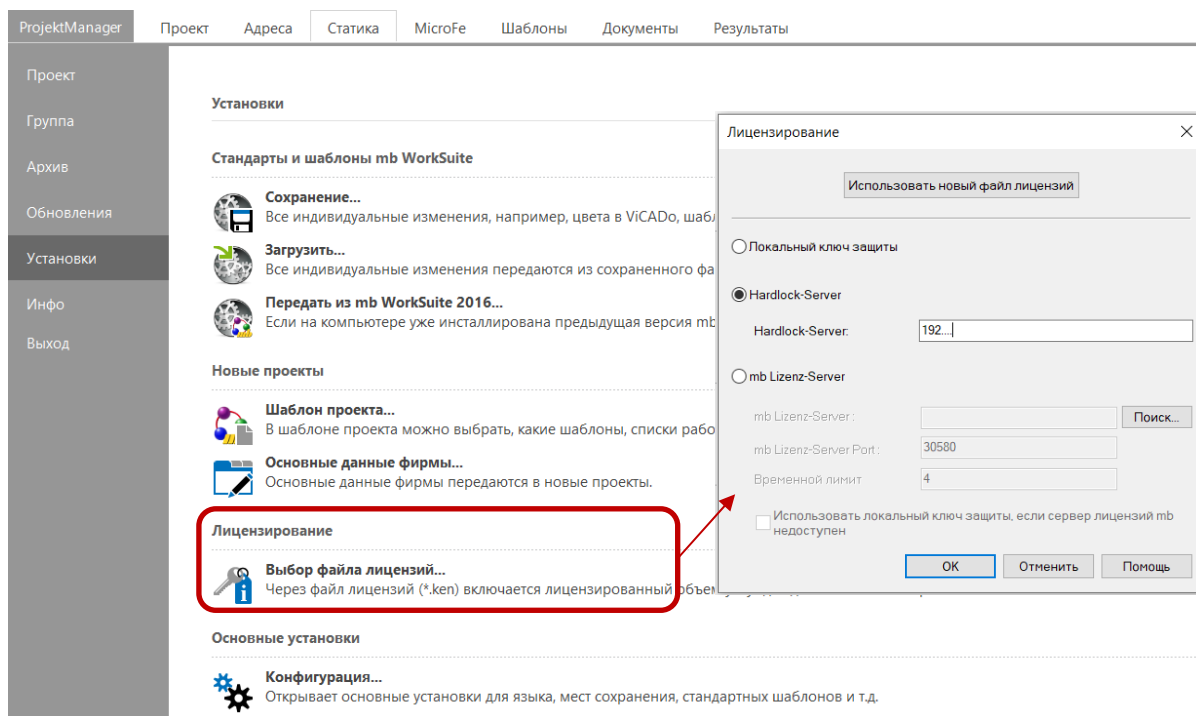 ProjektManager Проект Адреса Статика MicroFe Шаблоны Документы Результаты
Проект
Группа
Архив
Обновления
Установки
Инфо
Выход
Установки
Стандарты и шаблоны mb WorkSuite
Сохранение...
Все индивидуальные изменения, например, цвета в ViCADo,
Загрузить...
Все индивидуальные изменения передаются из сохраненного
Передать из mb WorkSuite 2016...
Если на компьютере уже инсталлирована предыдущая версия
Новые проекты
Шаблон проекта...
В шаблоне проекта можно выбрать, какие шаблоны, списки
Основные данные фирмы...
Основные данные фирмы передаются в новые проекты.
Лицензирование
Выбор файла лицензий...
Через файл лицензий (*.ken) включается лицензированный объем
Основные установки
Конфигурация...
Открывает основные установки для языка, мест сохранения, стандартных шаблонов и т.д.
Лицензирование
Использовать новый файл лицензий
Локальный ключ защиты
Hardlock-Server
Hardlock-Server: 192....
mb Lizenz-Server
mb Lizenz-Server : Поиск...
mb Lizenz-Server Port : 30580
Временной лимит 4
Использовать локальный ключ защиты, если сервер лицензий mb
недоступен
ОК Отменить Помощь